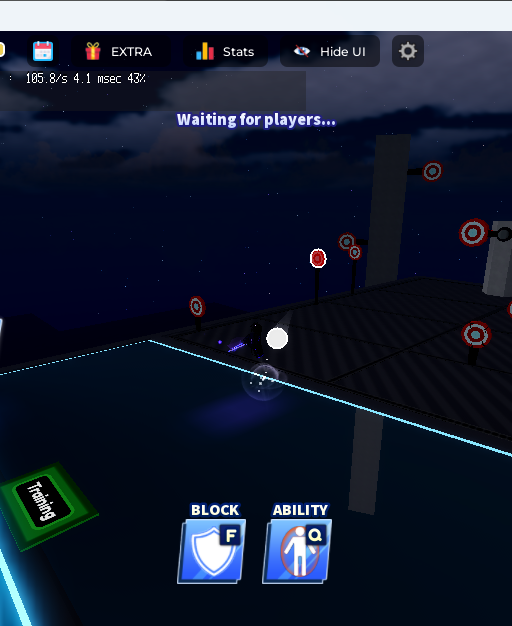 EXTRA
Stats
Hide UI
: 105.8/s 4.1 msec 43%
Waiting for players...
Training
BLOCK
ABILITY
F
Q